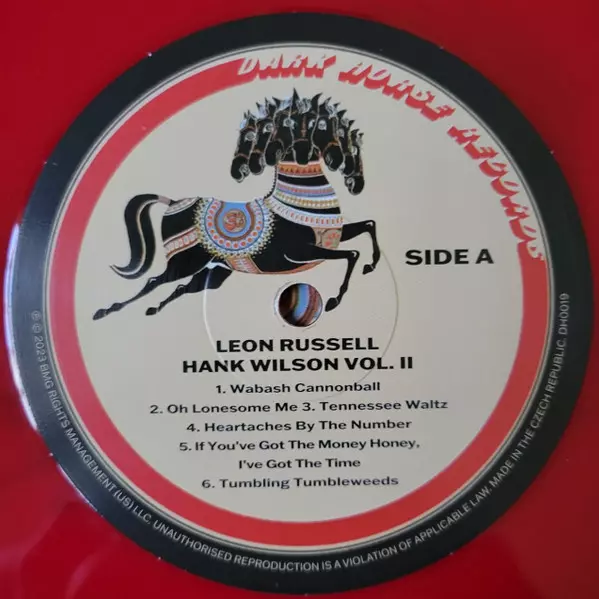 DARK HORSE RECORDS
SIDE A
LEON RUSSELL
HANK WILSON VOL. II
1. Wabash Cannonball
2. Oh Lonesome Me 3. Tennessee Waltz
4. Heartaches By The Number
5. If You've Got The Money Honey,
I've Got The Time
6. Tumbling Tumbleweeds
℗ © 2023 BMG RIGHTS MANAGEMENT (US) LLC. UNAUTHORISED REPRODUCTION IS A VIOLATION OF APPLICABLE LAW. MADE IN THE CZECH REPUBLIC. DH0019